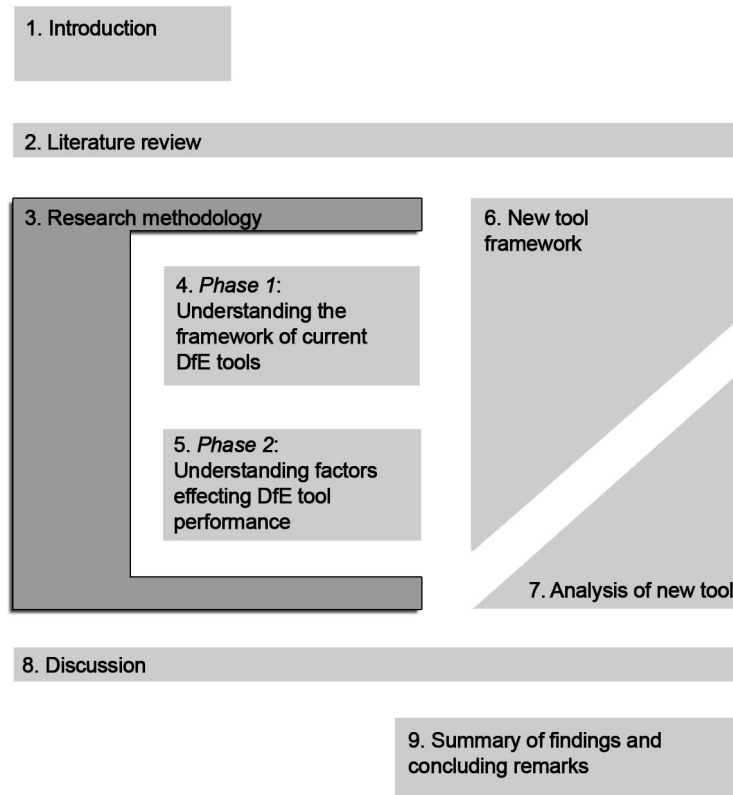 1. Introduction
2. Literature review
3. Research methodology
4. Phase 1:
Understanding the
framework of current
DfE tools
5. Phase 2:
Understanding factors
effecting DfE tool
performance
6. New tool
framework
7. Analysis of new tool
8. Discussion
9. Summary of findings and
concluding remarks